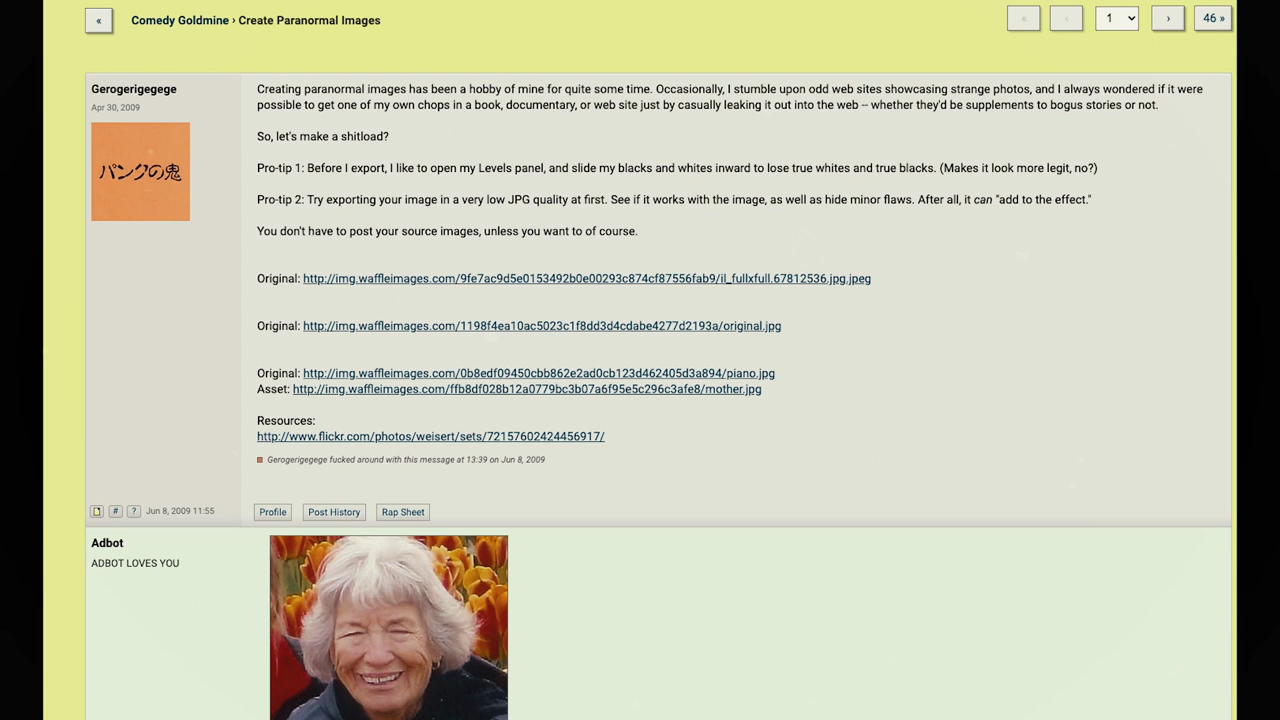 «
Comedy Goldmine › Create Paranormal Images
« ‹ 1 › 46 »
Gerogerigegege
Apr 30, 2009
パンクの鬼
Creating paranormal images has been a hobby of mine for quite some time. Occasionally, I stumble upon odd web sites showcasing strange photos, and I always wondered if it were
possible to get one of my own chops in a book, documentary, or web site just by casually leaking it out into the web -- whether they'd be supplements to bogus stories or not.
So, let's make a shitload?
Pro-tip 1: Before I export, I like to open my Levels panel, and slide my blacks and whites inward to lose true whites and true blacks. (Makes it look more legit, no?)
Pro-tip 2: Try exporting your image in a very low JPG quality at first. See if it works with the image, as well as hide minor flaws. After all, it can "add to the effect."
You don't have to post your source images, unless you want to of course.
Original: http://img.waffleimages.com/9fe7ac9d5e0153492b0e00293c874cf87556fab9/il_fullxfull.67812536.jpg.jpeg
Original: http://img.waffleimages.com/1198f4ea10ac5023c1f8dd3d4cdabe4277d2193a/original.jpg
Original: http://img.waffleimages.com/0b8edf09450cbb862e2ad0cb123d462405d3a894/piano.jpg
Asset: http://img.waffleimages.com/ffb8df028b12a0779bc3b07a6f95e5c296c3afe8/mother.jpg
Resources:
http://www.flickr.com/photos/weisert/sets/72157602424456917/
Gerogerigegege fucked around with this message at 13:39 on Jun 8, 2009
# ? Jun 8, 2009 11:55
Profile Post History Rap Sheet
Adbot
ADBOT LOVES YOU